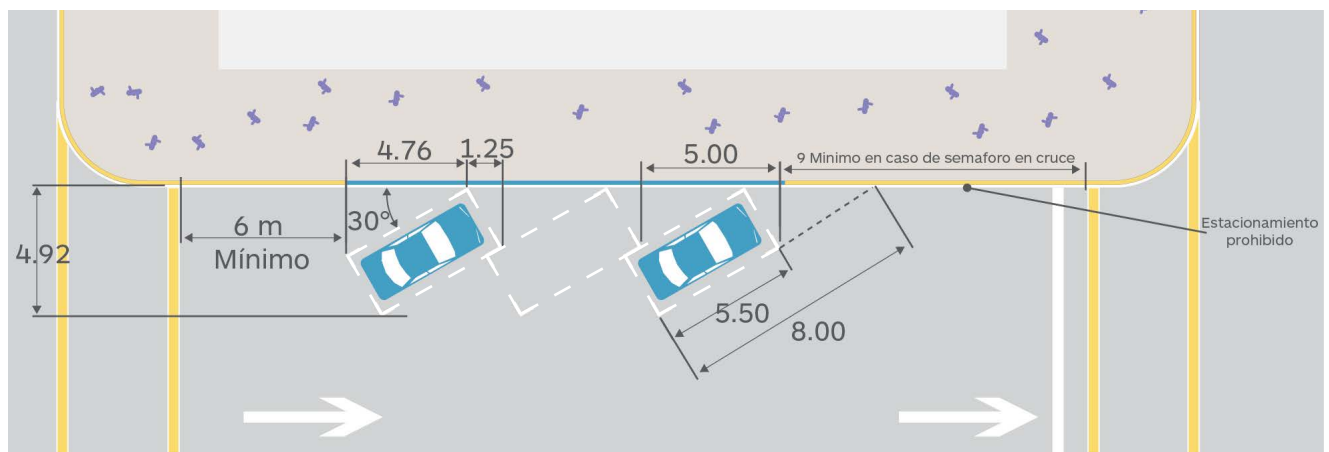 4.76
1.25
5.00
9 Minimo en caso de semaforo en cruce
30°
6 m
Mínimo
4.92
Estacionamiento
prohibido
5.50
8.00